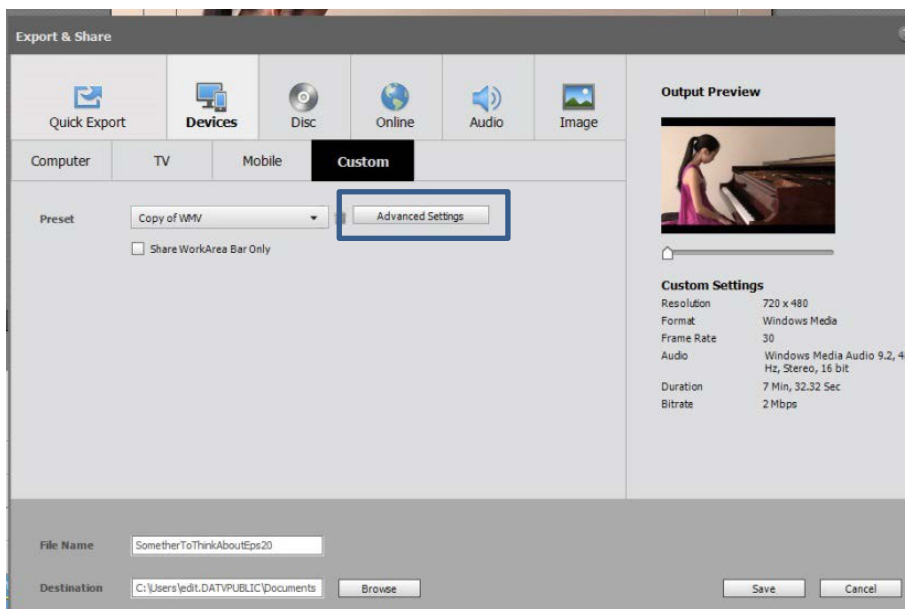 Export & Share
Quick Export
Devices
Disc
Online
Audio
Image
Computer
TV
Mobile
Custom
Preset
Copy of WMV
Advanced Settings
Share WorkArea Bar Only
Output Preview
Custom Settings
Resolution 720 x 480
Format Windows Media
Frame Rate 30
Audio Windows Media Audio 9.2, 4
Hz, Stereo, 16 bit
Duration 7 Min, 32.32 Sec
Bitrate 2 Mbps
File Name SometherToThinkAboutEps20
Destination C:\Users\edit.DATVPUBLIC\Documents
Browse
Save
Cancel